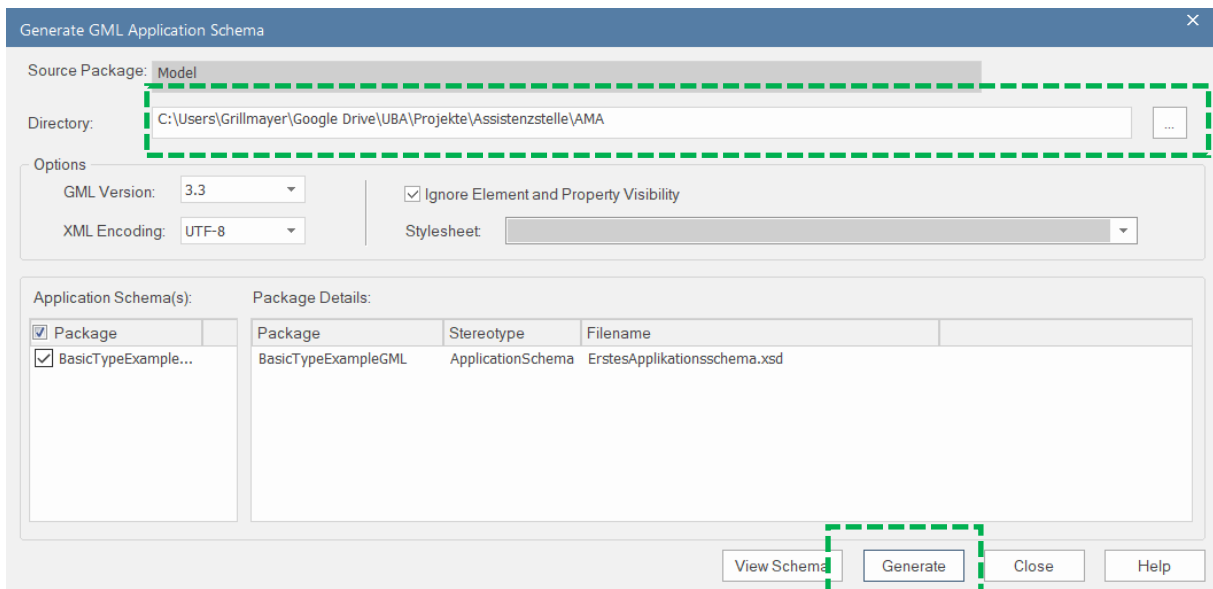 Generate GML Application Schema
Source Package: Model
Directory: C:\Users\Grillmayer\Google Drive\UBA\Projekte\Assistenzstelle\AMA ...
Options
GML Version: 3.3 Ignore Element and Property Visibility
XML Encoding: UTF-8 Stylesheet:
Application Schema(s): Package Details:
Package Package Stereotype Filename
BasicTypeExample... BasicTypeExampleGML ApplicationSchema ErstesApplikationsschema.xsd
View Schema Generate Close Help